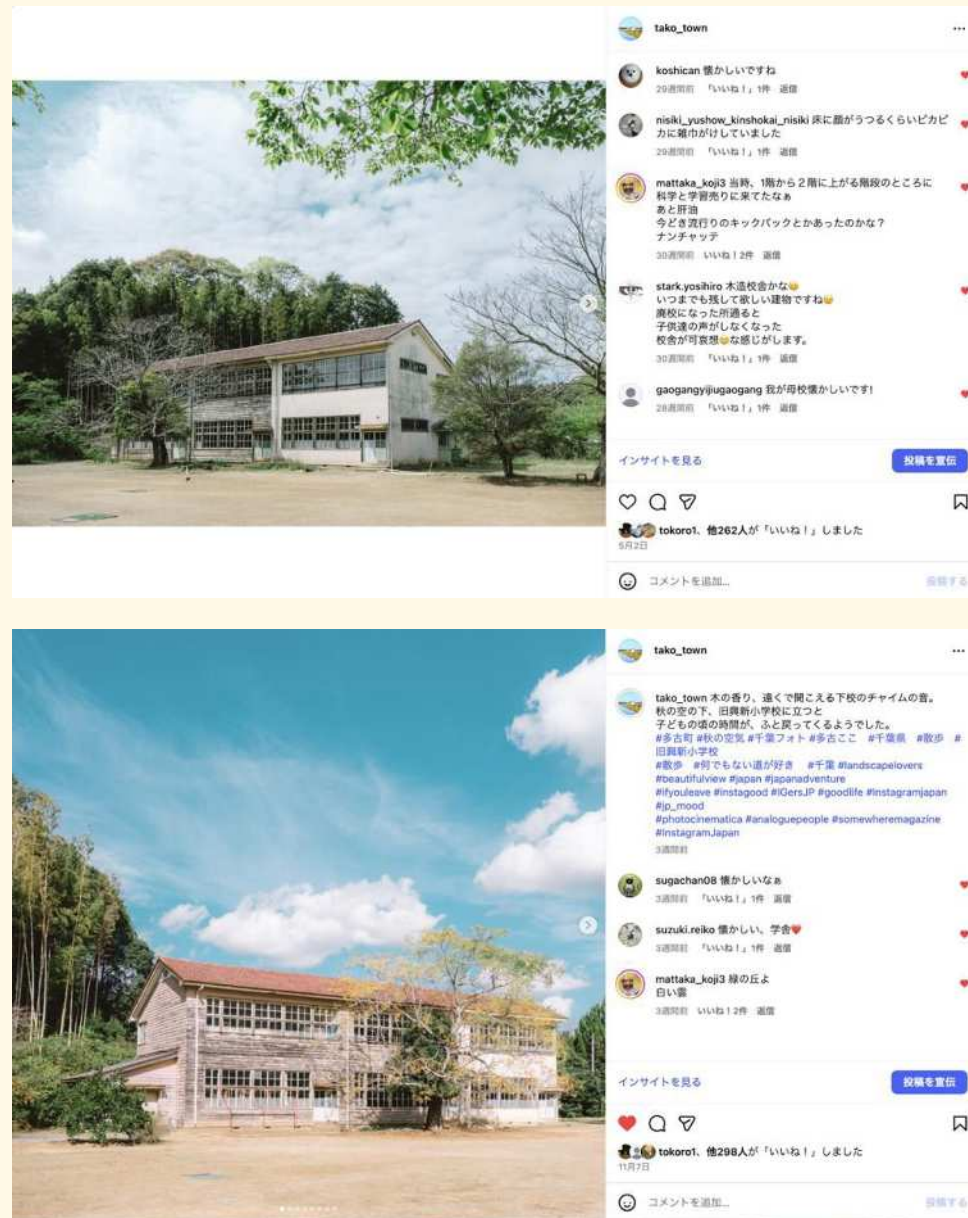 tako_town
koshican 懐かしいですね
29週間前 「いいね!」1件 返信
nisiki_yushow_kinshokai_nisiki 床に顔がうつるくらいピカピ
カに雑巾がけしていました
29週間前 「いいね!」1件 返信
mattaka_koji3 当時、1階から2階に上がる階段のところに
科学と学習売りに来てたなぁ
あと肝油
今どき流行りのキックバックとかあったのかな?
ナンチャッテ
30週間前 いいね!2件 返信
stark.yosihiro 木造校舎かな
いつまでも残して欲しい建物ですね
廃校になった所通ると
子供達の声がしなくなった
校舎が可哀想な感じがします。
30週間前 「いいね!」1件 返信
gaogangyijiugaogang 我が母校懐かしいです!
28週間前 「いいね!」1件 返信
インサイトを見る
投稿を宣伝
tokoro1、他262人が「いいね!」しました
5月2日
コメントを追加...
投稿する
tako_town
tako_town 木の香り、遠くで聞こえる下校のチャイムの音。
秋の空の下、旧興新小学校に立つと
子どもの頃の時間が、ふと戻ってくるようでした。
#多古町 #秋の空気 #千葉フォト #多古ここ #千葉県 #散歩 #
旧興新小学校
#散歩 #何でもない道が好き #千葉 #landscapelovers
#beautifulview #japan #japanadventure
#ifyouleave #instagood #IGersJP #goodlife #instagramjapan
#jp_mood
#photocinematica #analoguepeople #somewheremagazine
#InstagramJapan
3週間前
sugachan08 懐かしいなぁ
3週間前 「いいね!」1件 返信
suzuki.reiko 懐かしい、学舎
3週間前 「いいね!」1件 返信
mattaka_koji3 緑の丘よ
白い雲
3週間前 いいね!2件 返信
インサイトを見る
投稿を宣伝
tokoro1、他298人が「いいね!」しました
11月7日
コメントを追加...
投稿する